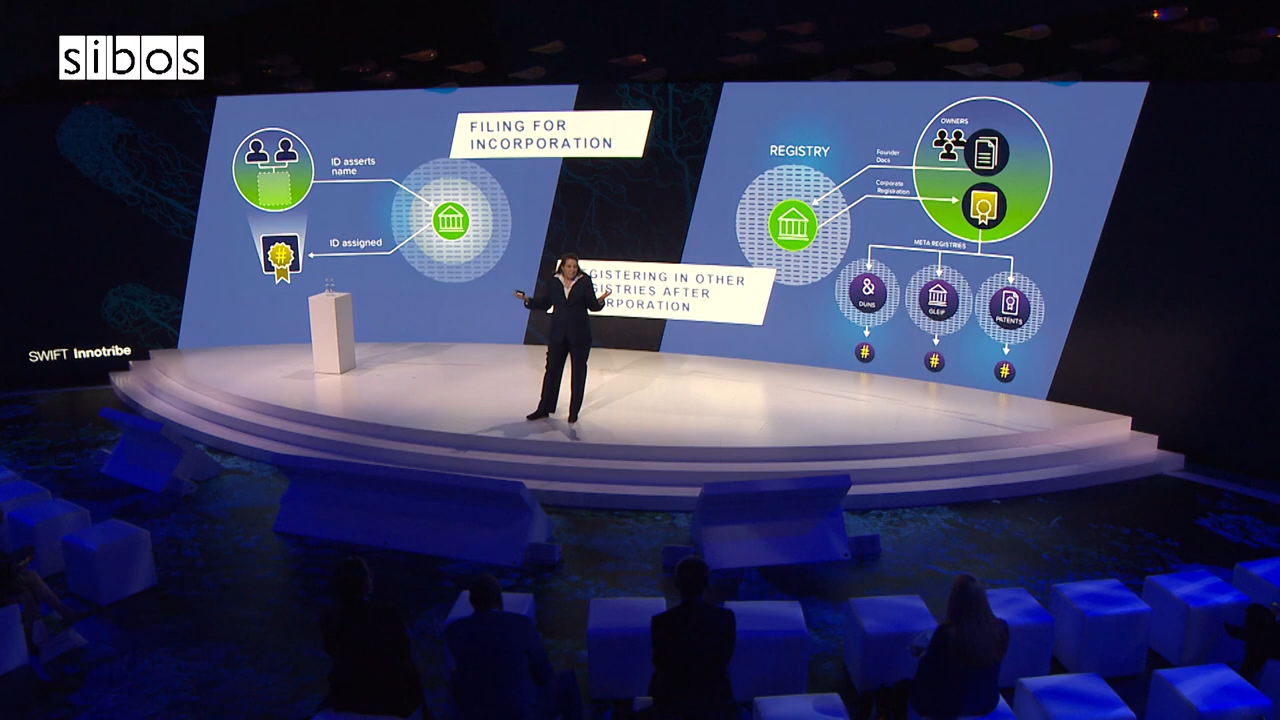 sibos
FILING FOR
INCORPORATION
ID asserts
name
ID assigned
#
REGISTRY
OWNERS
Founder
Docs
Corporate
Registration
META REGISTRIES
&
DUNS
GLEIF
PATENTS
#
#
#
GISTERING IN OTHER
GISTRIES AFTER
ORPORATION
SWIFT Innotribe